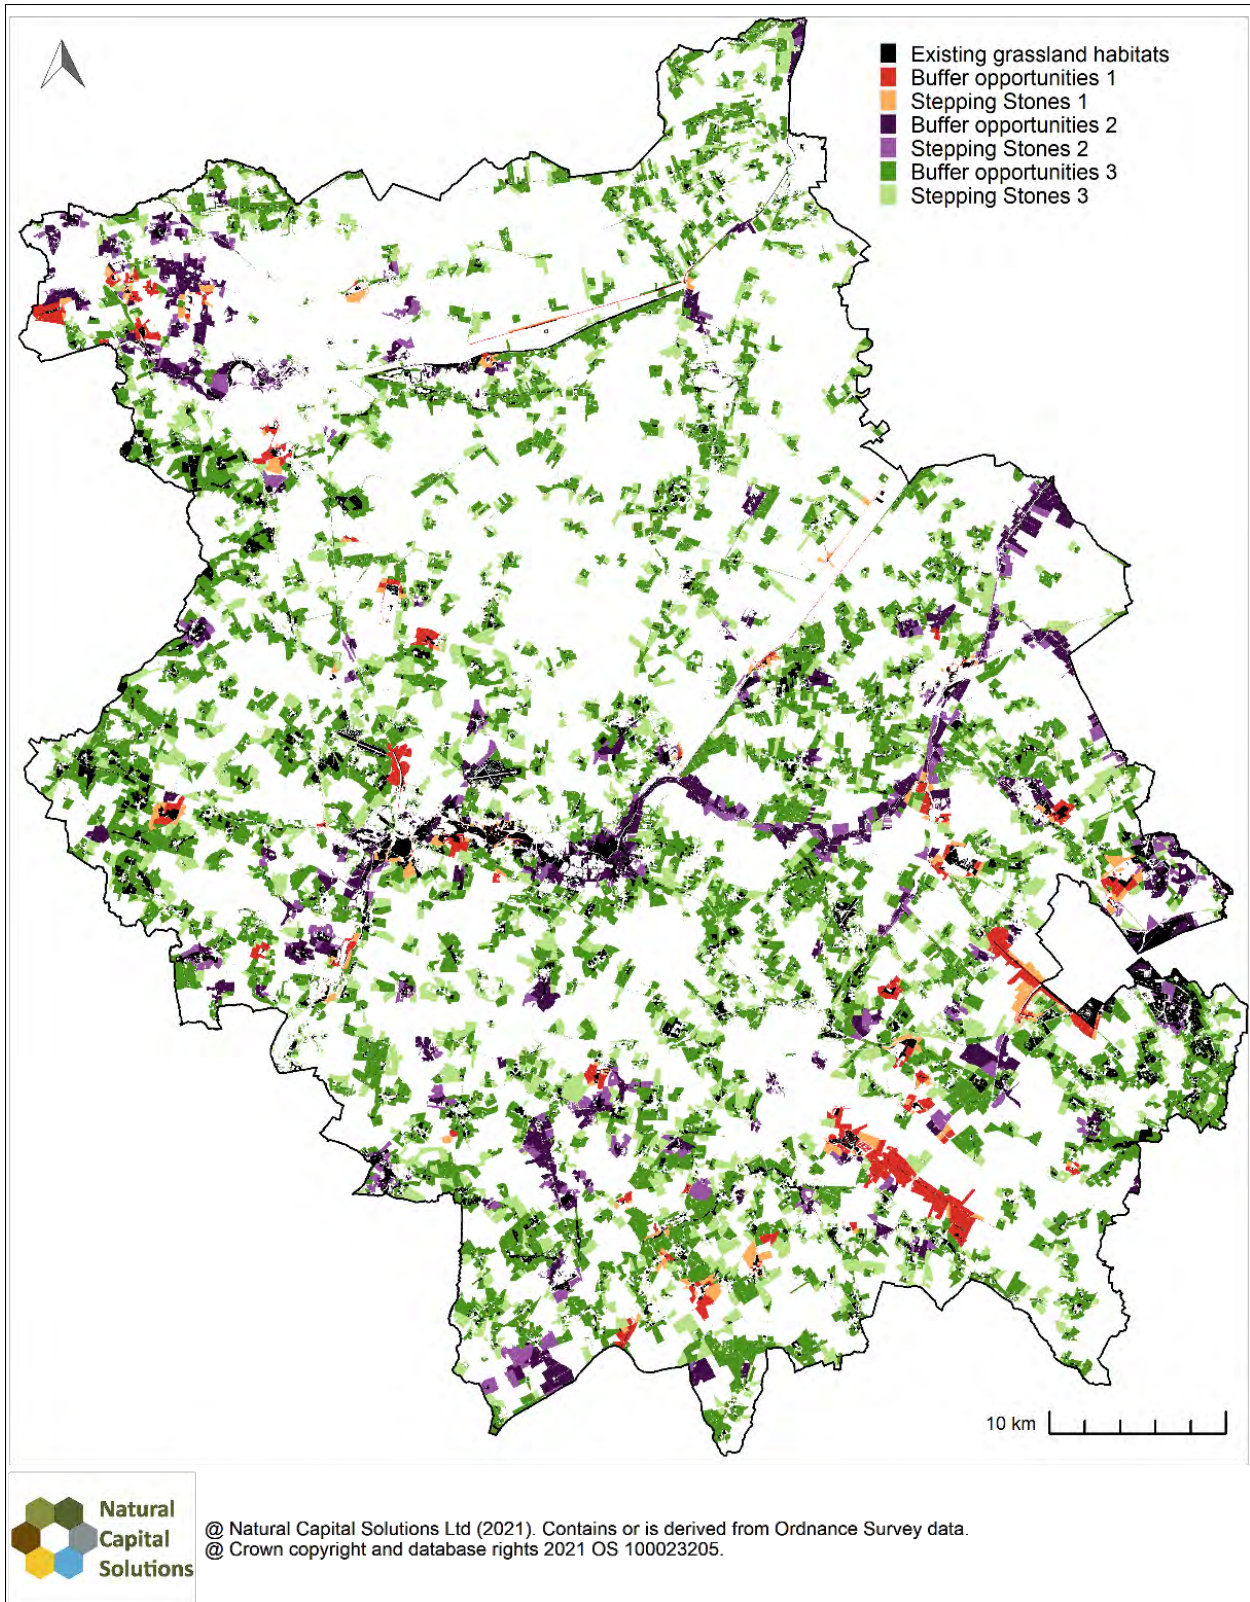 Existing grassland habitats
Buffer opportunities 1
Stepping Stones 1
Buffer opportunities 2
Stepping Stones 2
Buffer opportunities 3
Stepping Stones 3
10 km
Natural
Capital
Solutions
@ Natural Capital Solutions Ltd (2021). Contains or is derived from Ordnance Survey data.
@ Crown copyright and database rights 2021 OS 100023205.